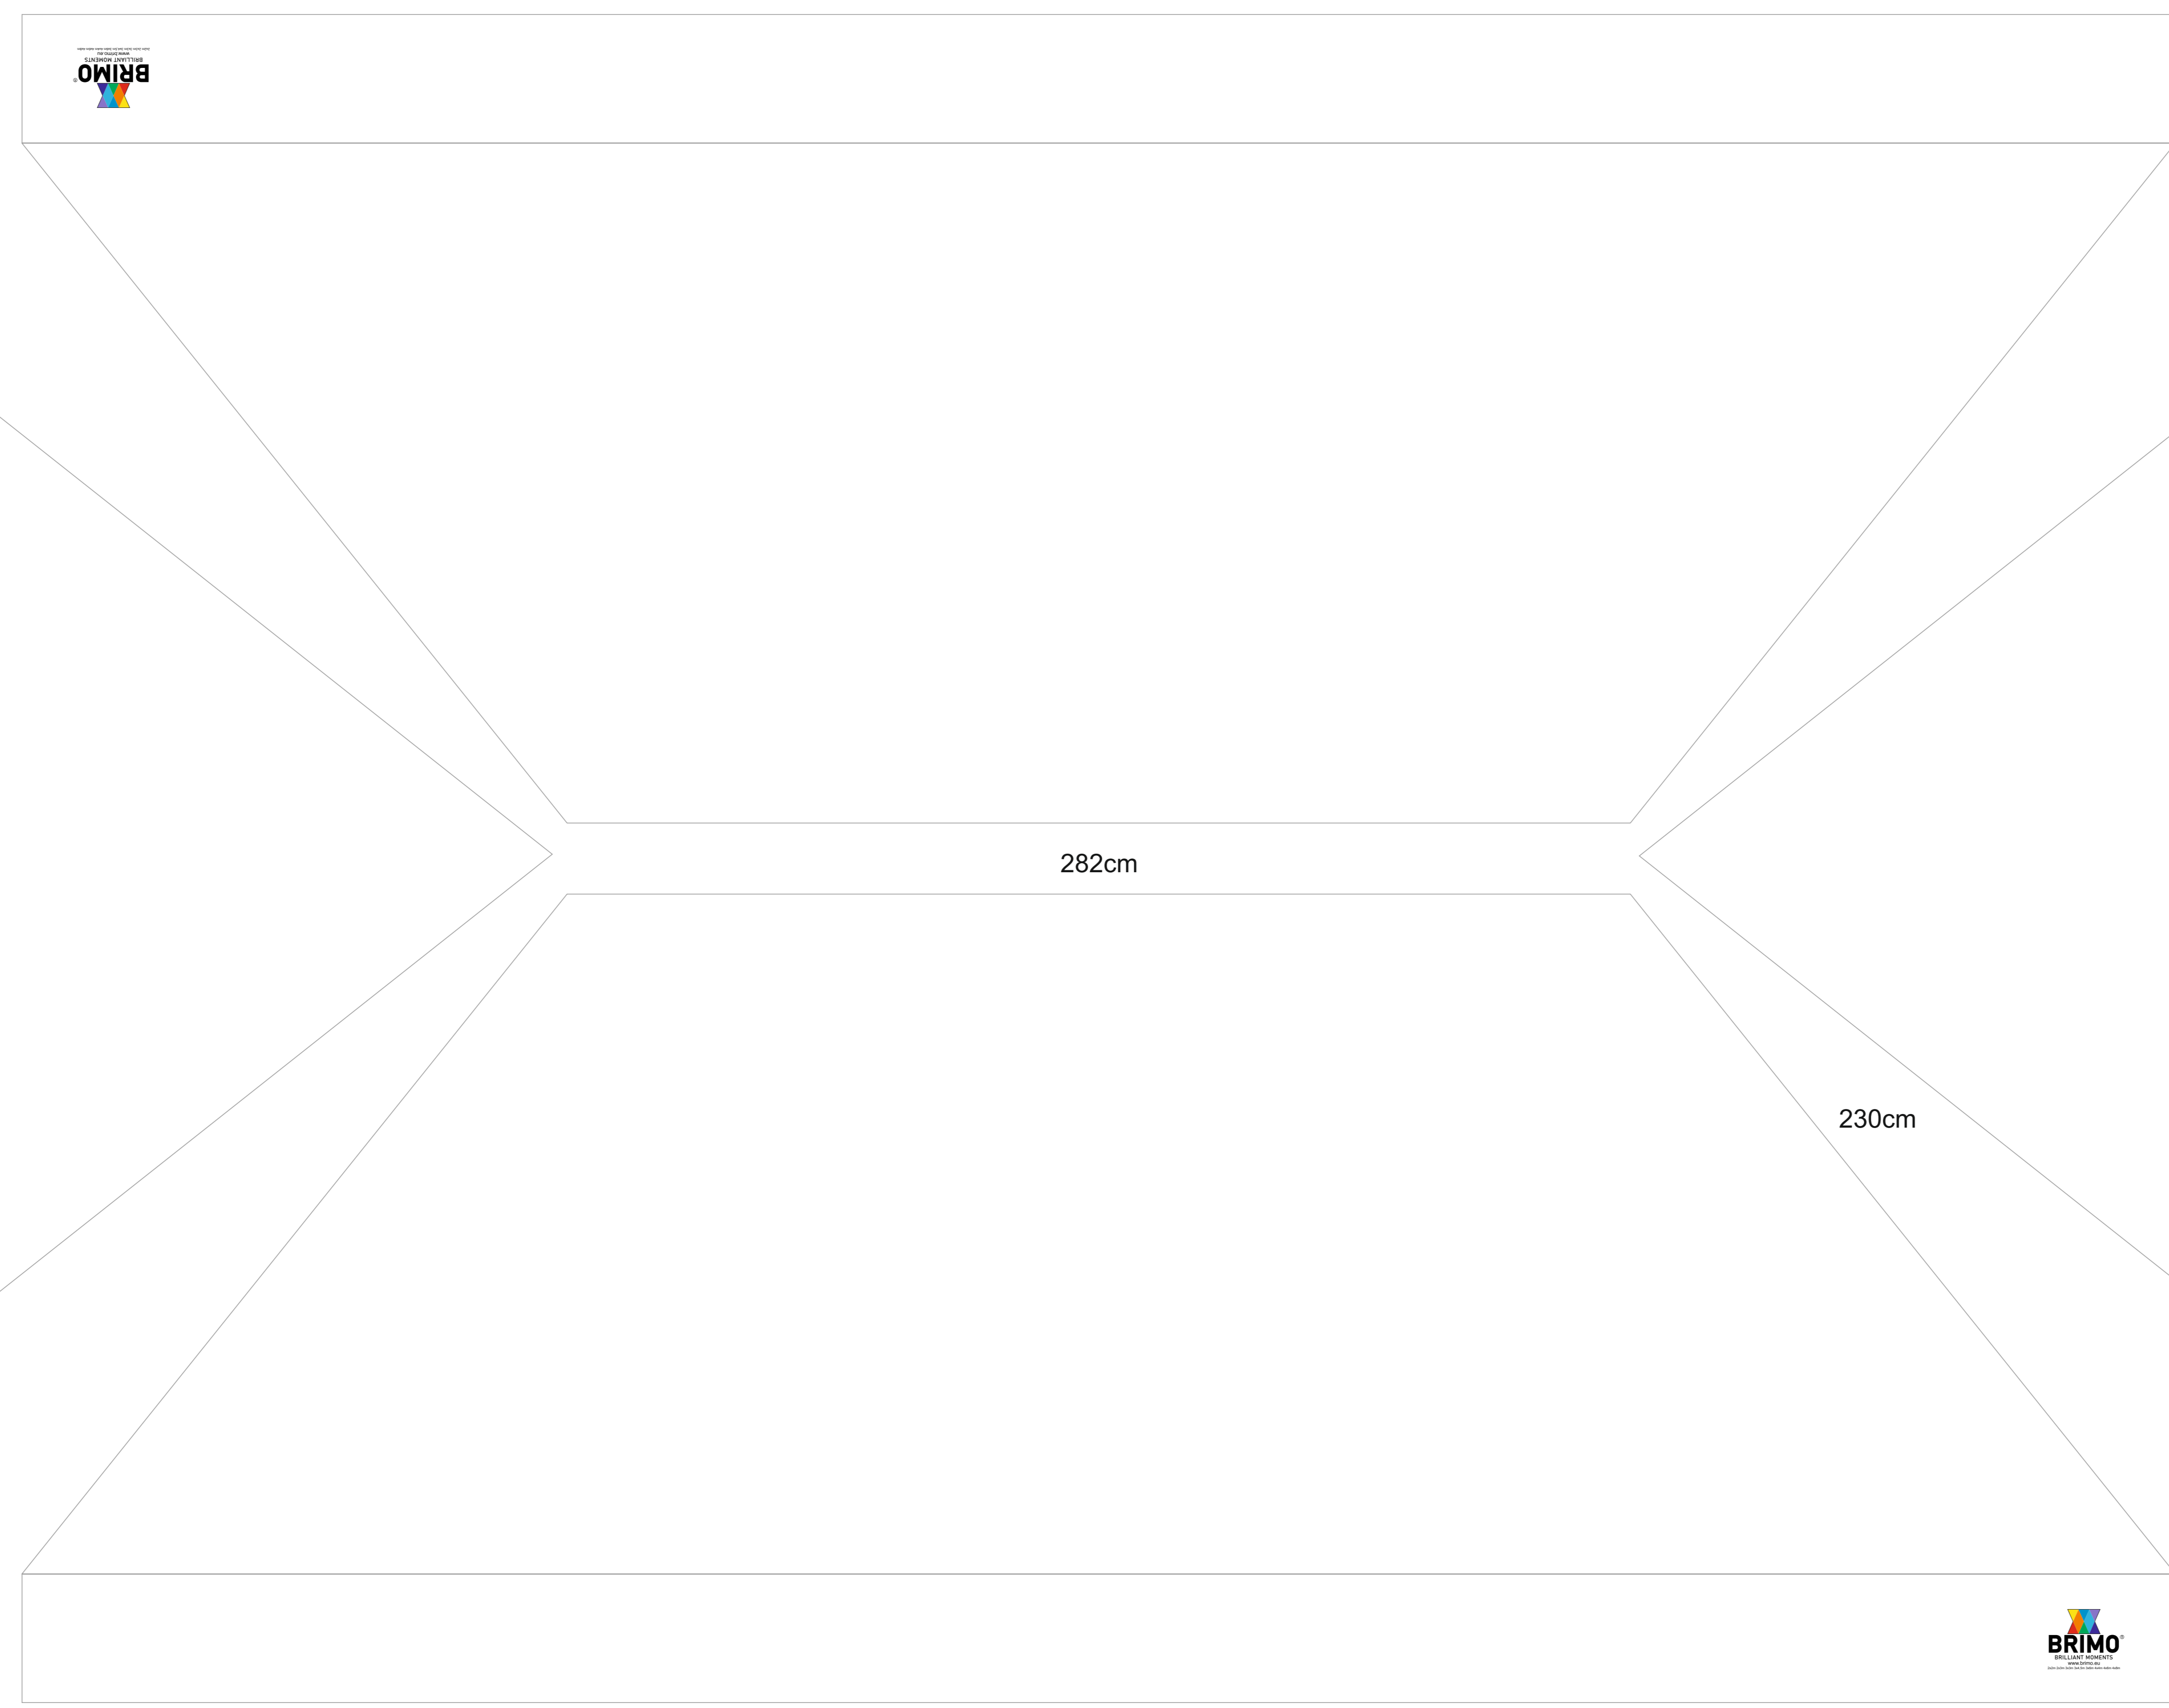 BRIMO®
BRILLIANT MOMENTS
www.brimo.eu
282cm
230cm
BRIMO®
BRILLIANT MOMENTS
www.brimo.eu